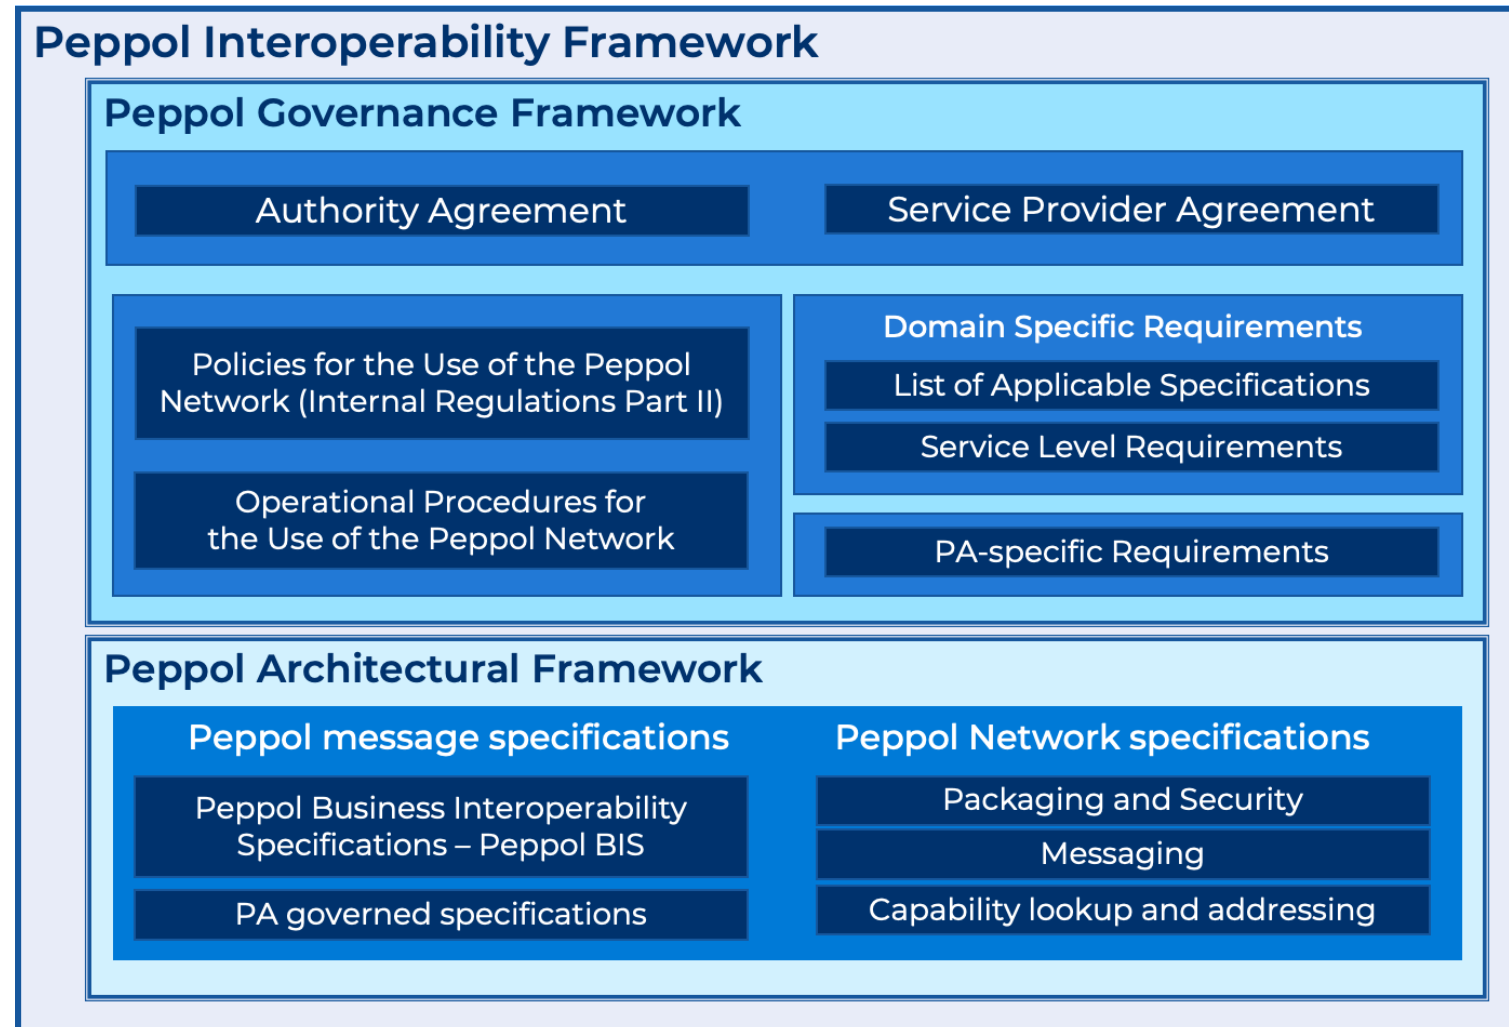 Peppol Interoperability Framework
Peppol Governance Framework
Authority Agreement
Service Provider Agreement
Policies for the Use of the Peppol
Network (Internal Regulations Part II)
Operational Procedures for
the Use of the Peppol Network
Domain Specific Requirements
List of Applicable Specifications
Service Level Requirements
PA-specific Requirements
Peppol Architectural Framework
Peppol message specifications
Peppol Business Interoperability
Specifications – Peppol BIS
PA governed specifications
Peppol Network specifications
Packaging and Security
Messaging
Capability lookup and addressing